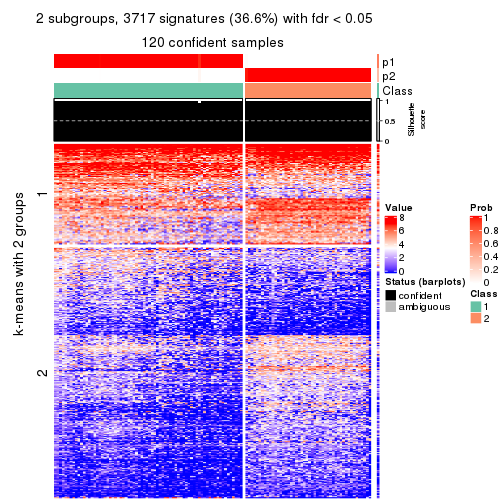 2 subgroups, 3717 signatures (36.6%) with fdr < 0.05
120 confident samples
p1
p2
Class
1
0.5
0
Silhouette
score
k-means with 2 groups
1
2
Value
8
6
4
2
0
Status (barplots)
confident
ambiguous
Prob
1
0.8
0.6
0.4
0.2
0
Class
1
2